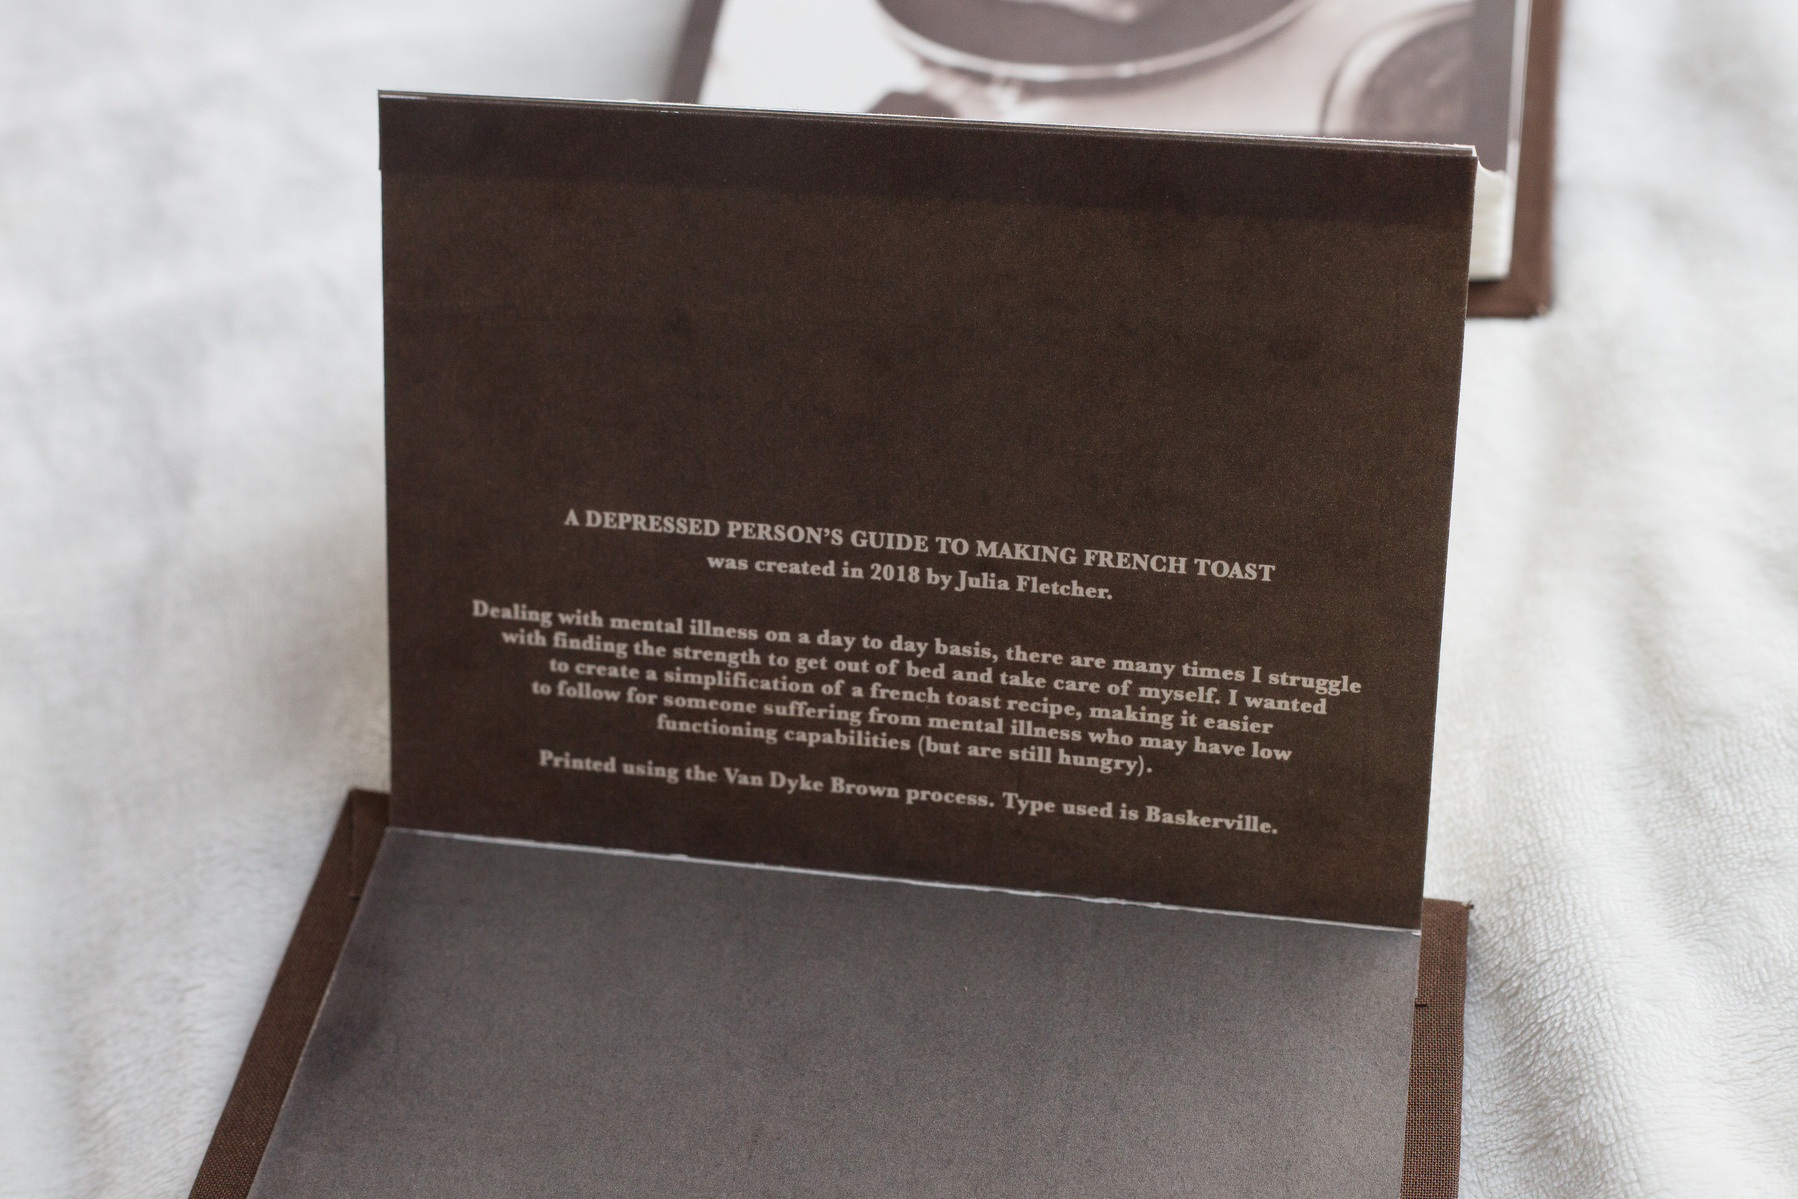 A DEPRESSED PERSON'S GUIDE TO MAKING FRENCH TOAST
was created in 2018 by Julia Fletcher.
Dealing with mental illness on a day to day basis, there are many times I struggle
with finding the strength to get out of bed and take care of myself. I wanted
to create a simplification of a french toast recipe, making it easier
to follow for someone suffering from mental illness who may have low
functioning capabilities (but are still hungry).
Printed using the Van Dyke Brown process. Type used is Baskerville.